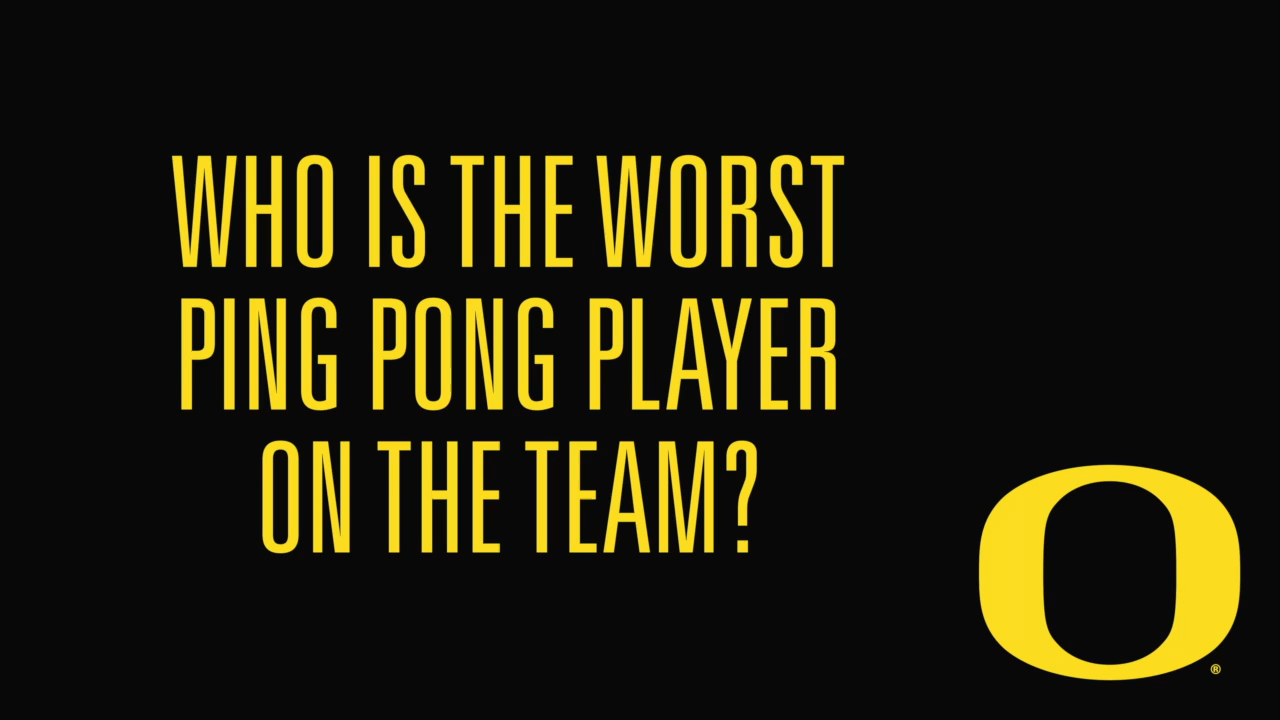 WHO IS THE WORST
PING PONG PLAYER
ON THE TEAM?
O
®